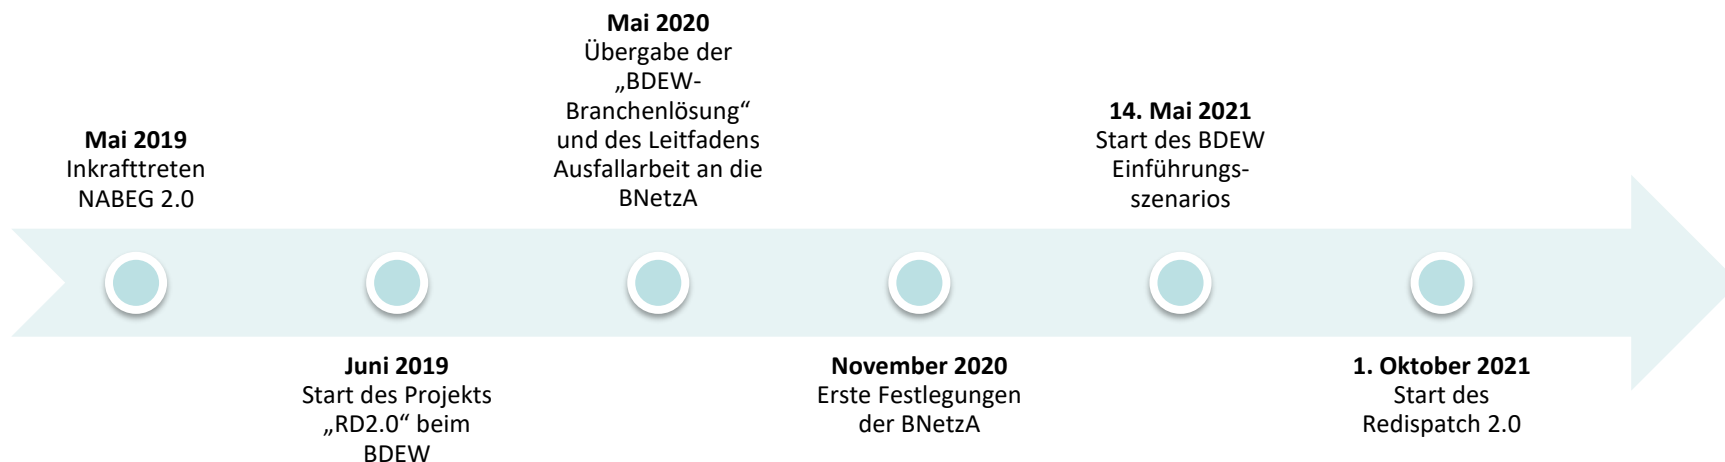 Mai 2019
Inkrafttreten
NABEG 2.0
Juni 2019
Start des Projekts
„RD2.0“ beim
BDEW
Mai 2020
Übergabe der
„BDEW-
Branchenlösung“
und des Leitfadens
Ausfallarbeit an die
BNetzA
November 2020
Erste Festlegungen
der BNetzA
14. Mai 2021
Start des BDEW
Einführungs-
szenarios
1. Oktober 2021
Start des
Redispatch 2.0